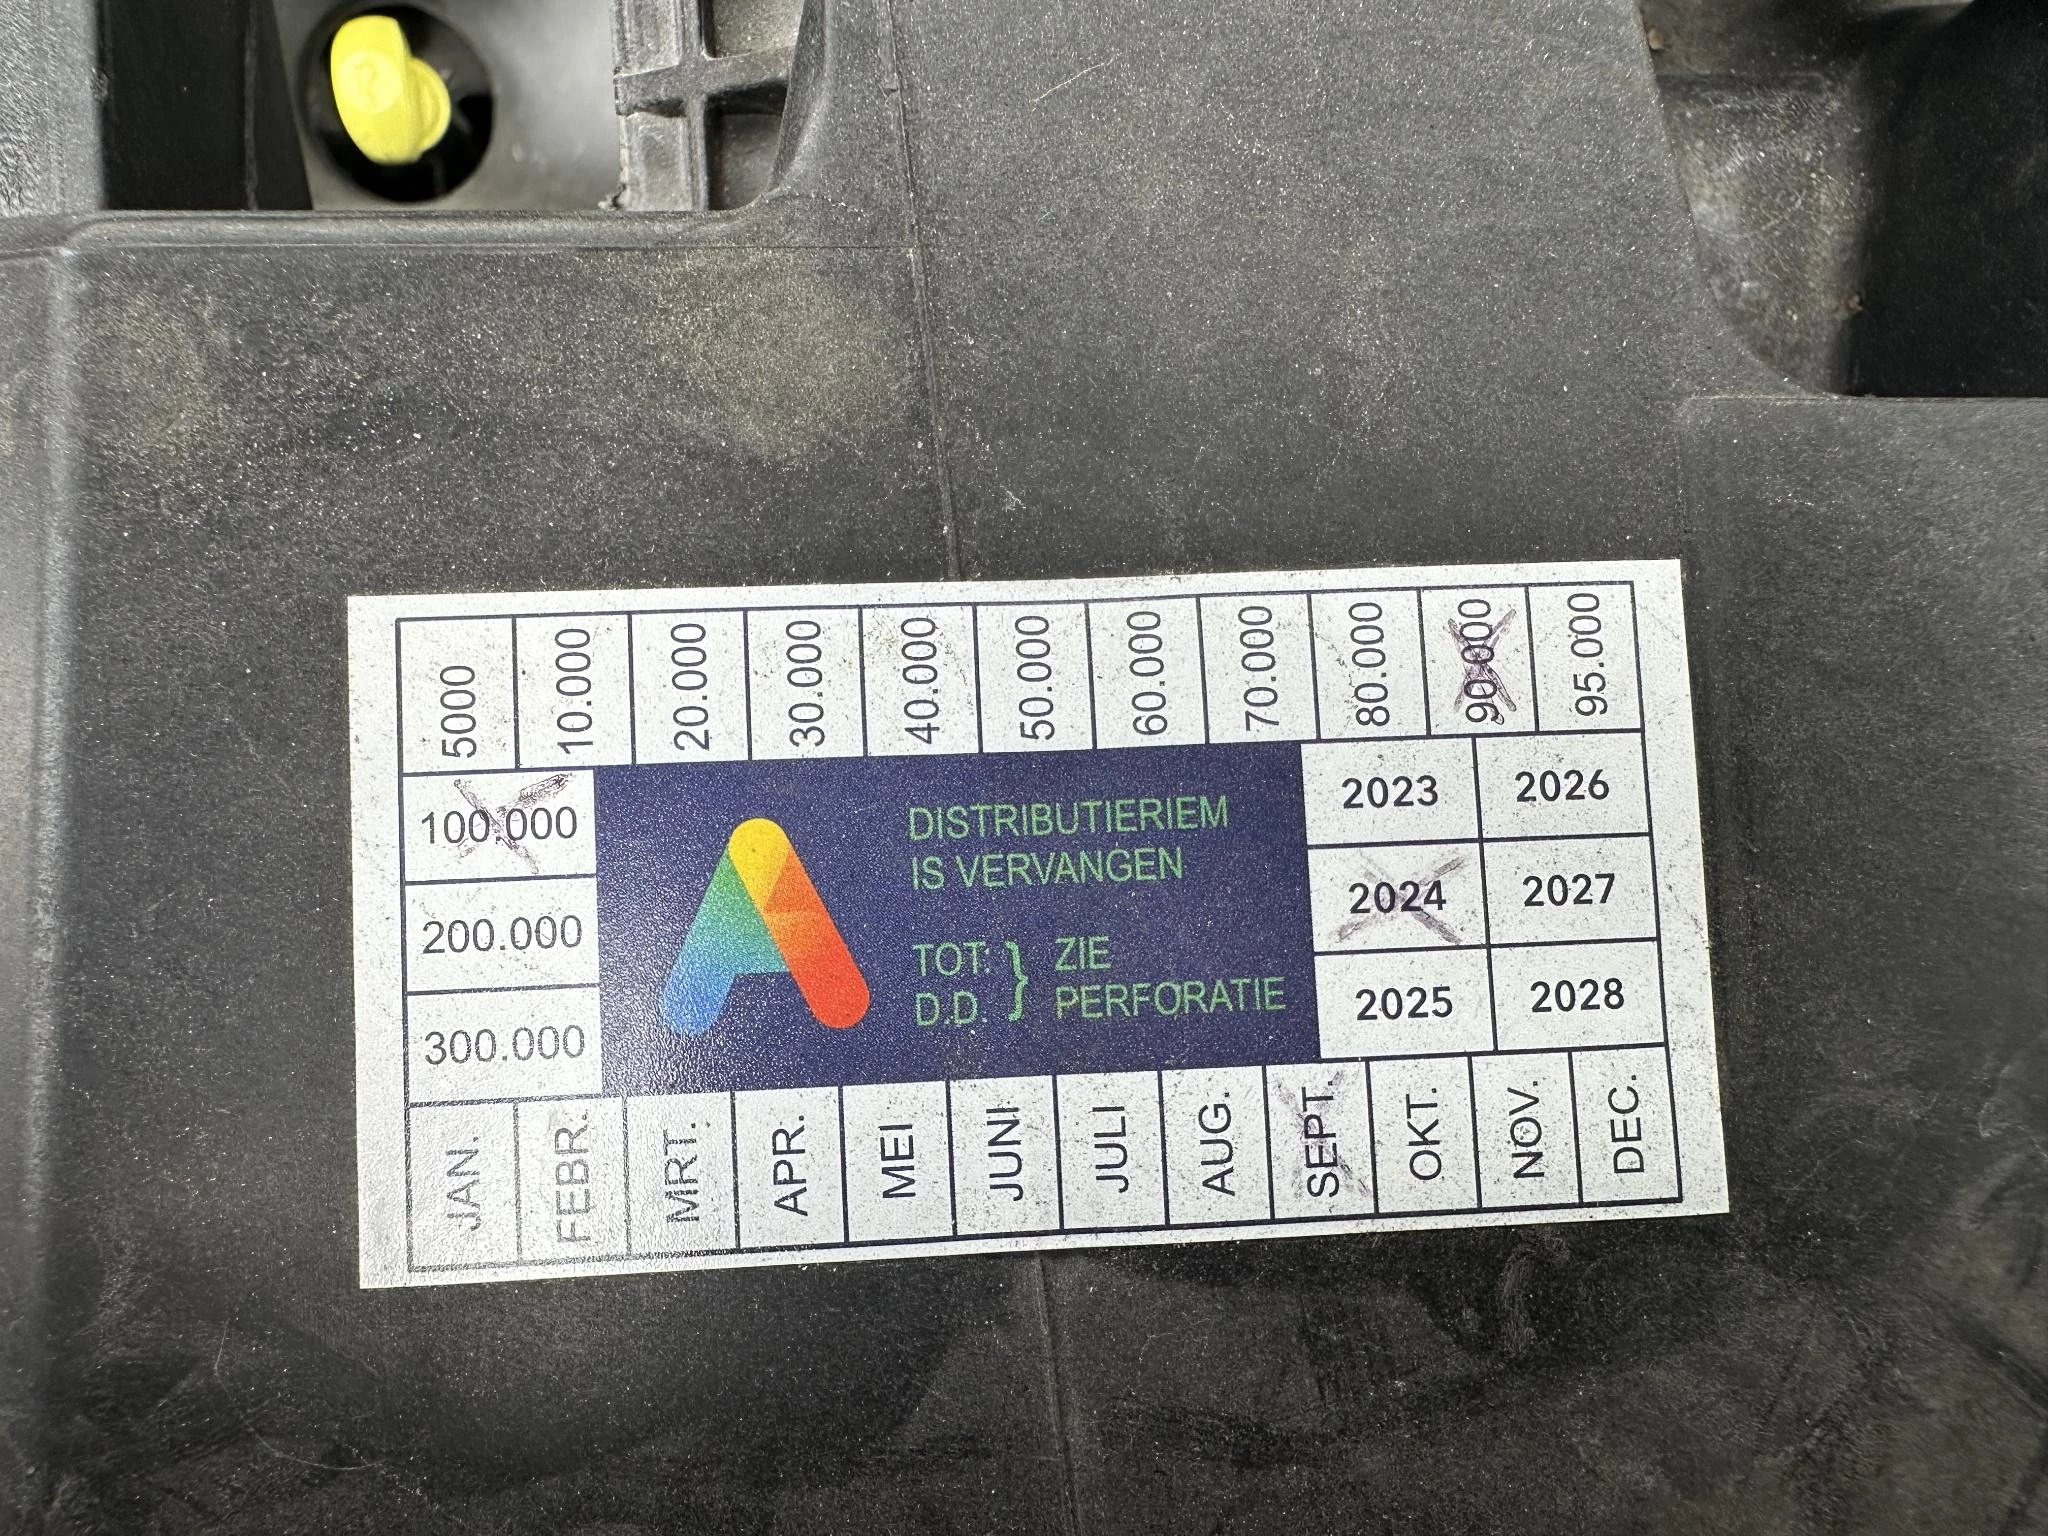 5000
10.000
20.000
30.000
40.000
50.000
60.000
70.000
80.000
90.000
95.000
100.000
200.000
300.000
DISTRIBUTIERIEM
IS VERVANGEN
TOT: } ZIE
D.D. PERFORATIE
2023 2026
2024 2027
2025 2028
JAN.
FEBR.
MRT.
APR.
MEI
JUNI
JULI
AUG.
SEPT.
OKT.
NOV.
DEC.